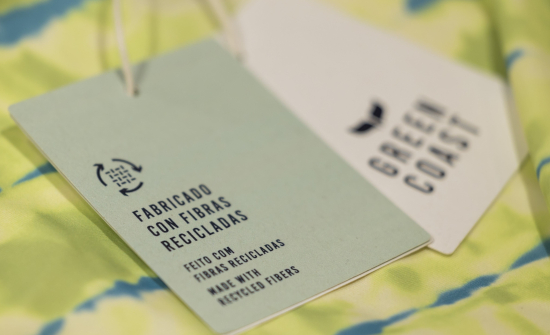 FABRICADO
CON FIBRAS
RECICLADAS
FEITO COM
FIBRAS RECICLADAS
MADE WITH
RECYCLED FIBERS
GREEN
COAST